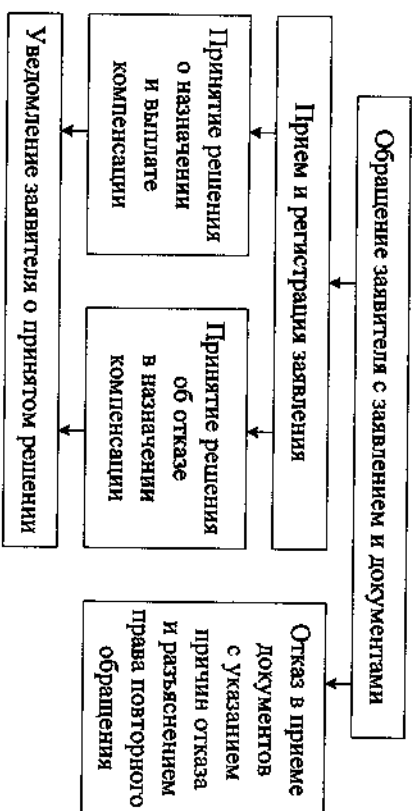 Обращение заявителя с заявлением и документами
Прием и регистрация заявления
Отказ в приеме
документов
с указанием
причин отказа
и разъяснением
права повторного
обращения
Принятие решения
о назначении
и выплате
компенсации
Принятие решения
об отказе
в назначении
компенсации
Уведомление заявителя о принятом решении